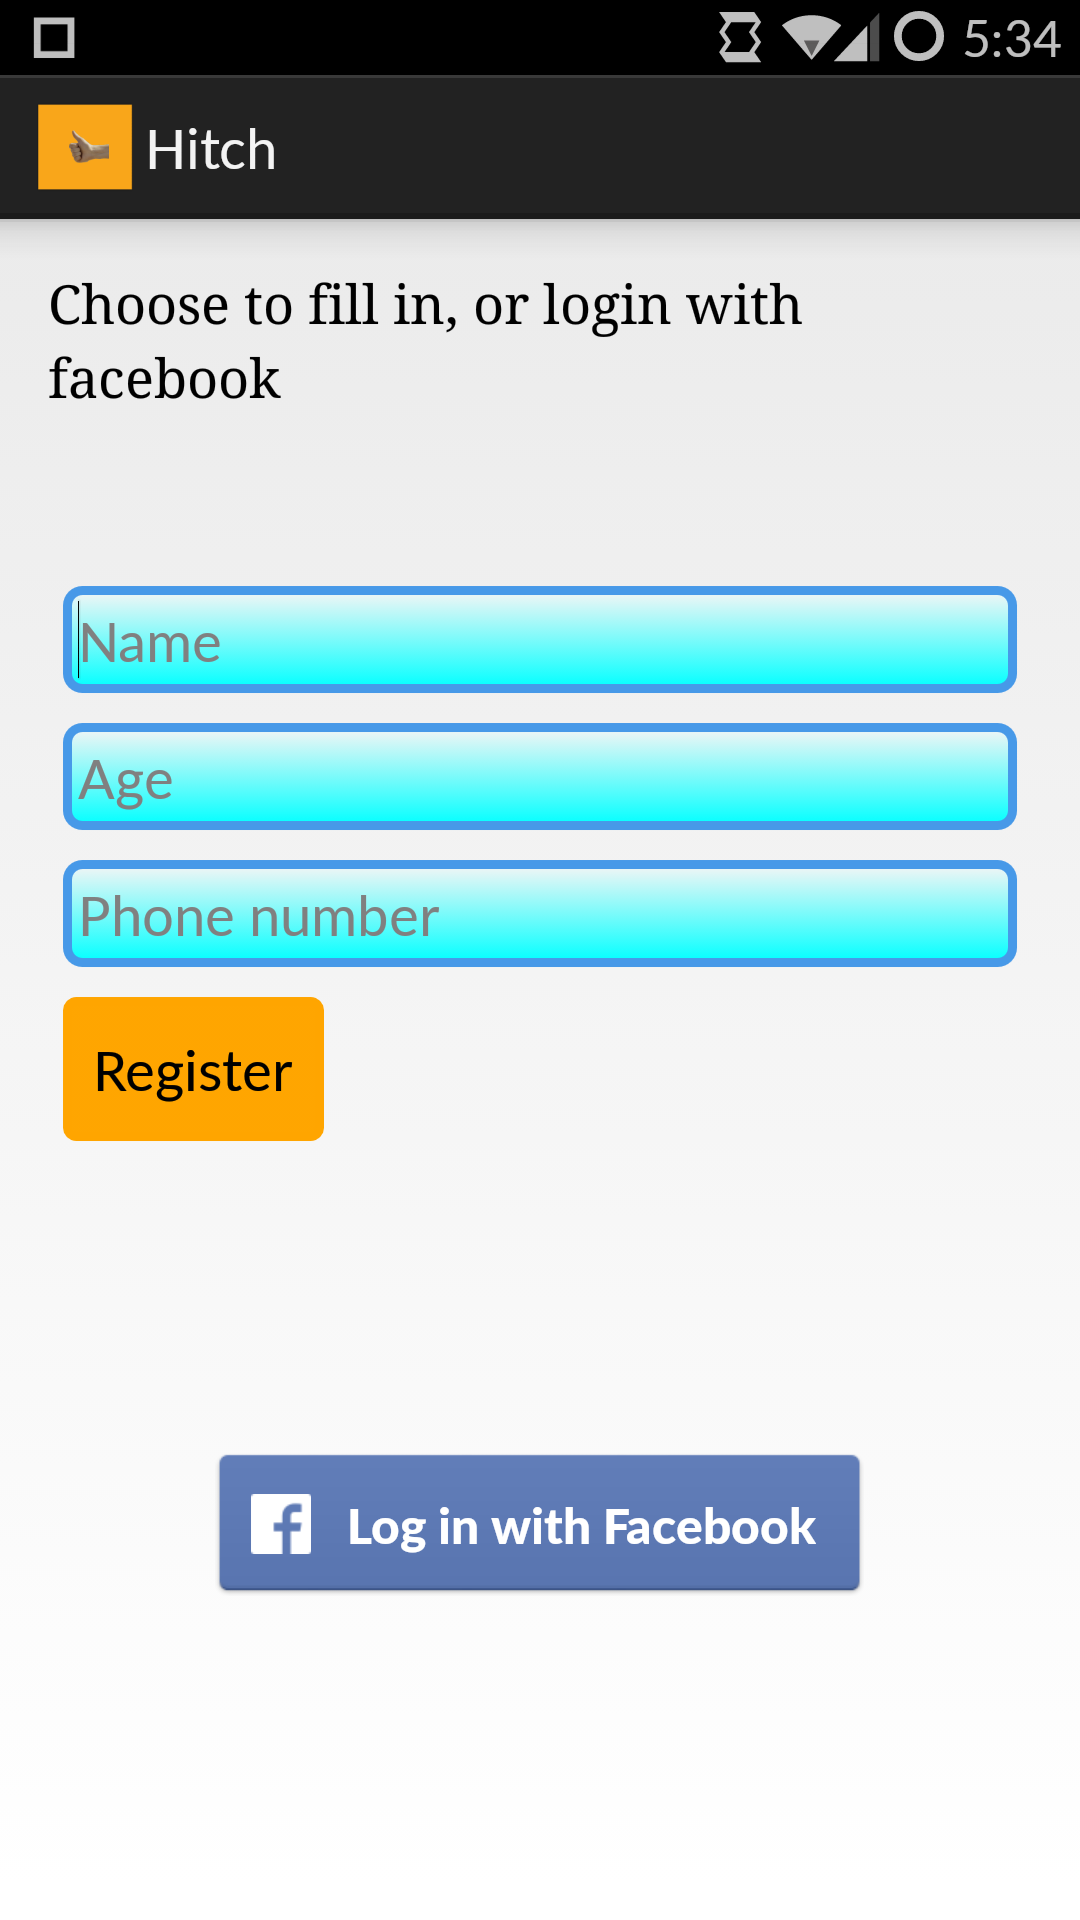 5:34
Hitch
Choose to fill in, or login with
facebook
Name
Age
Phone number
Register
Log in with Facebook